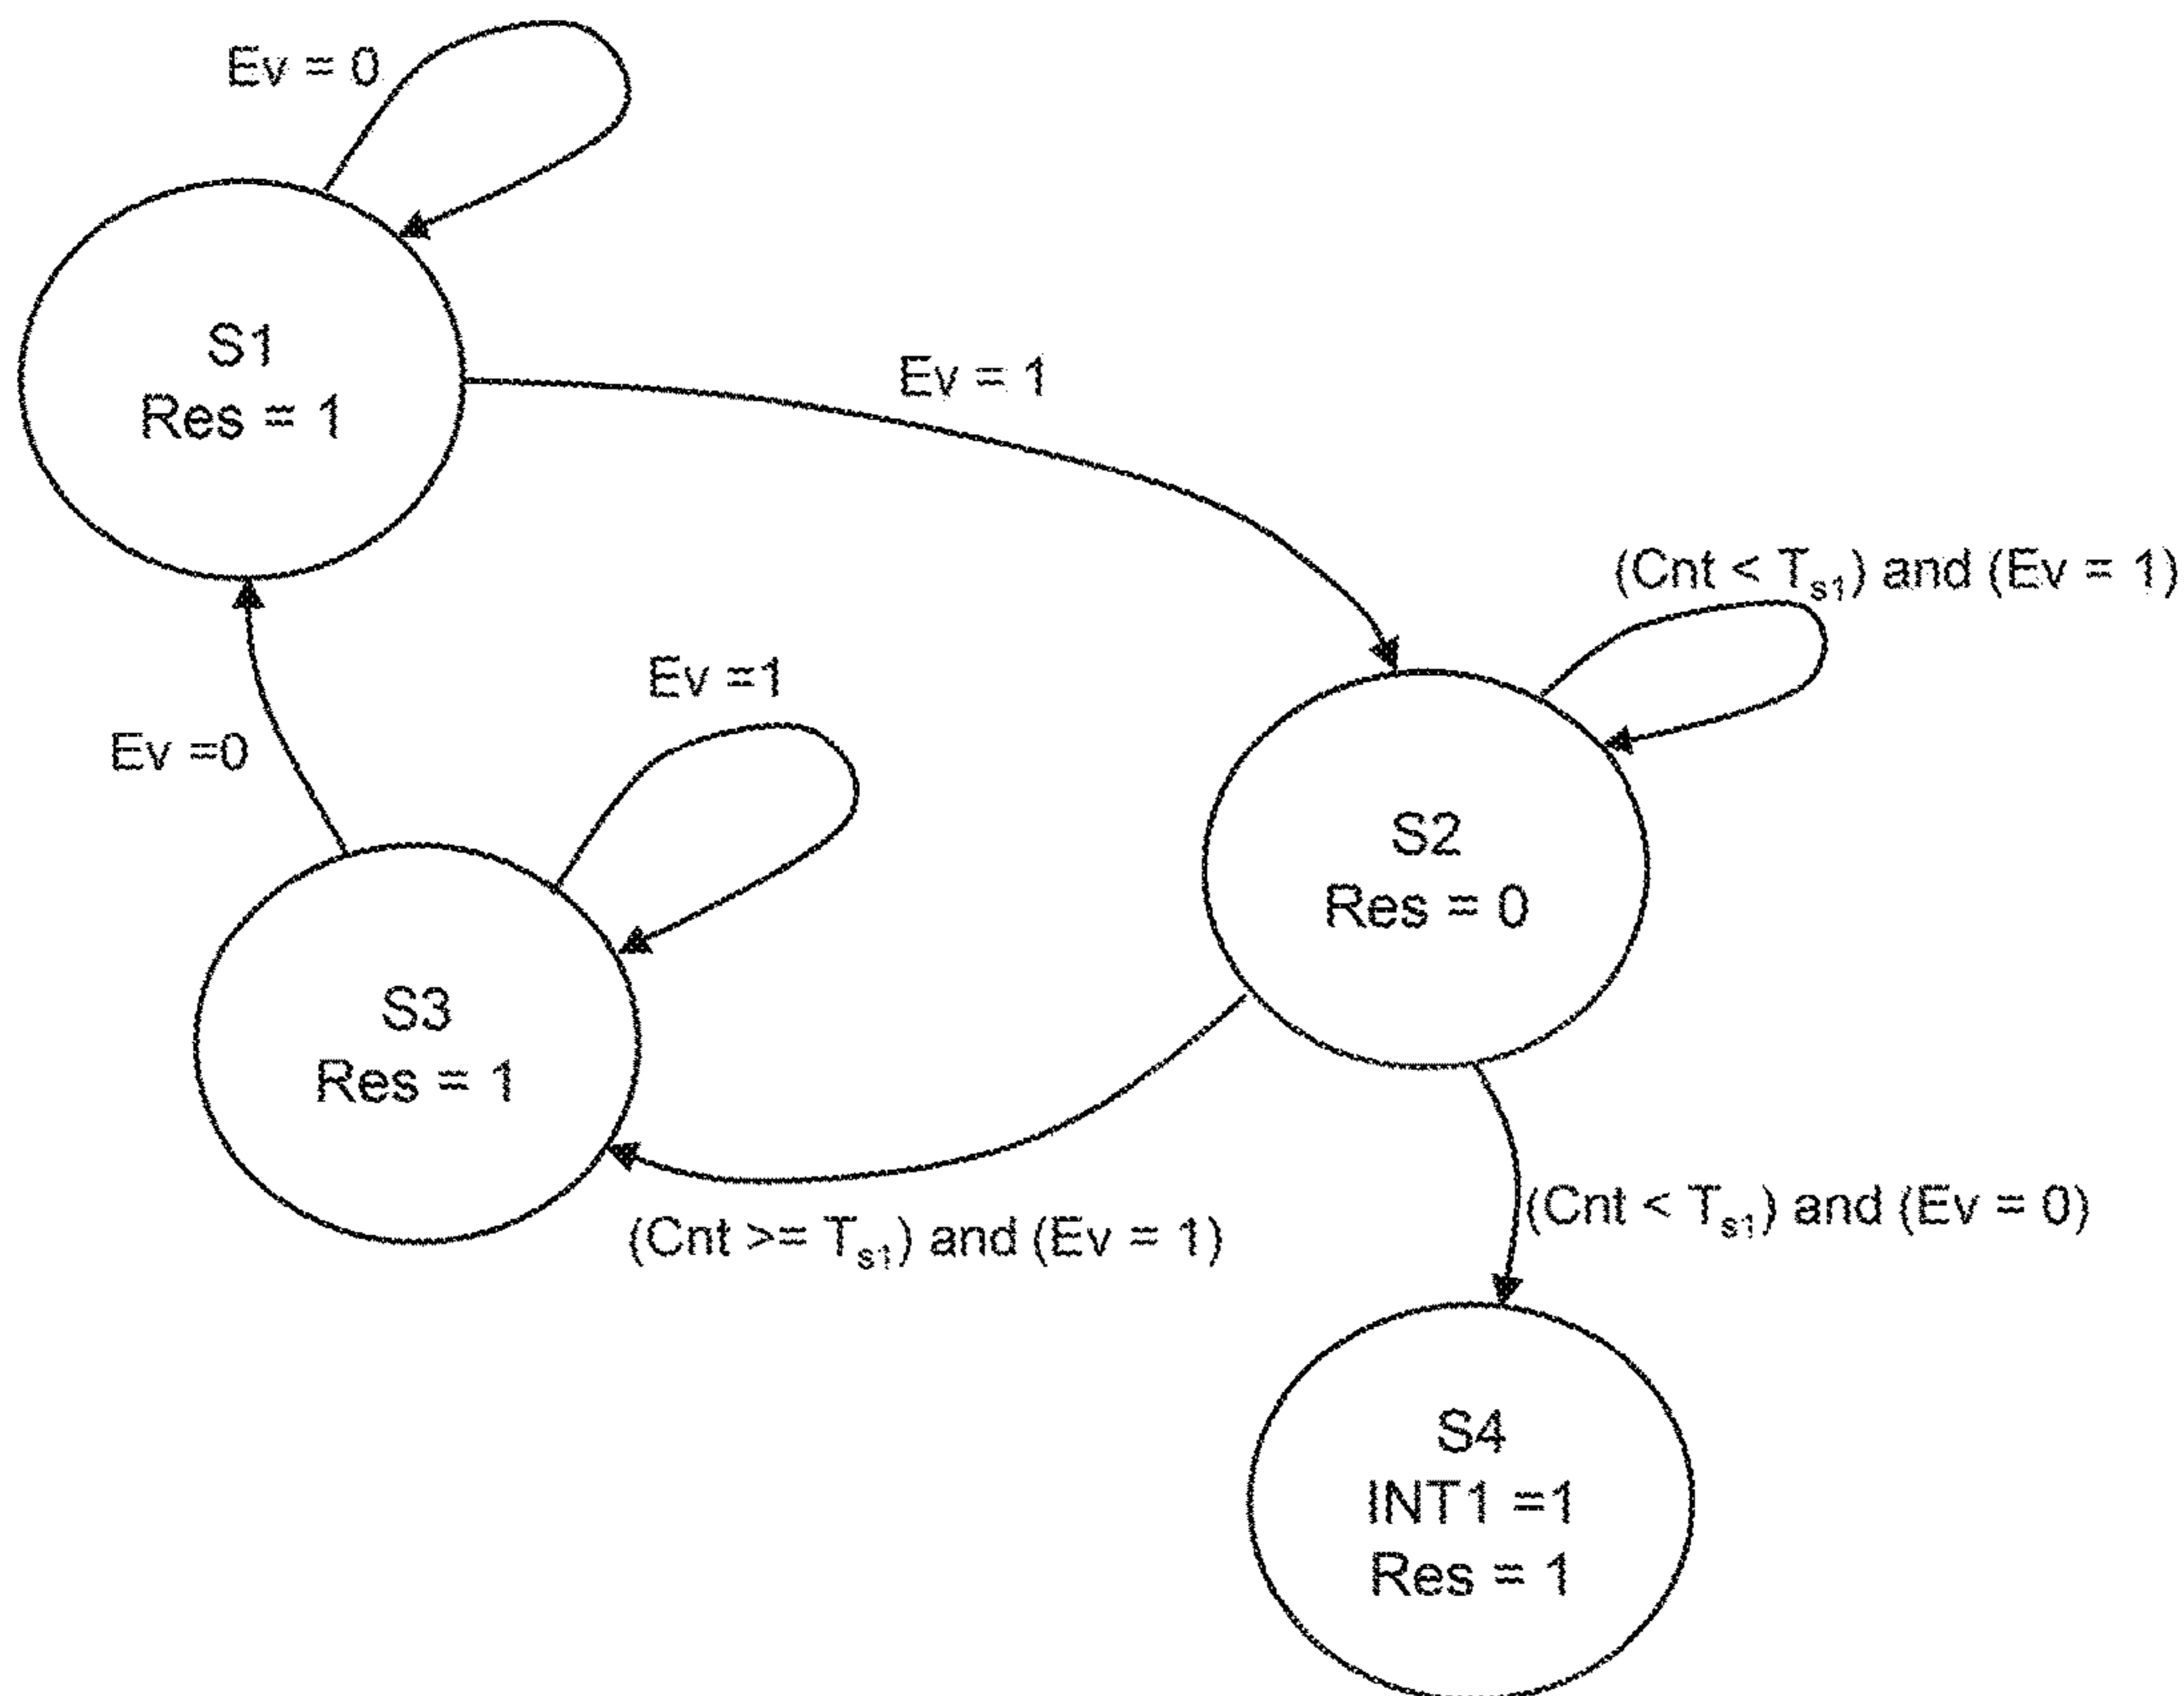 Ev = 0
S1
Res = 1
Ev = 1
(Cnt < Ts1) and (Ev = 1)
Ev =1
Ev =0
S2
Res = 0
S3
Res = 1
(Cnt >= Ts1) and (Ev = 1)
(Cnt < Ts1) and (Ev = 0)
S4
INT1 =1
Res = 1